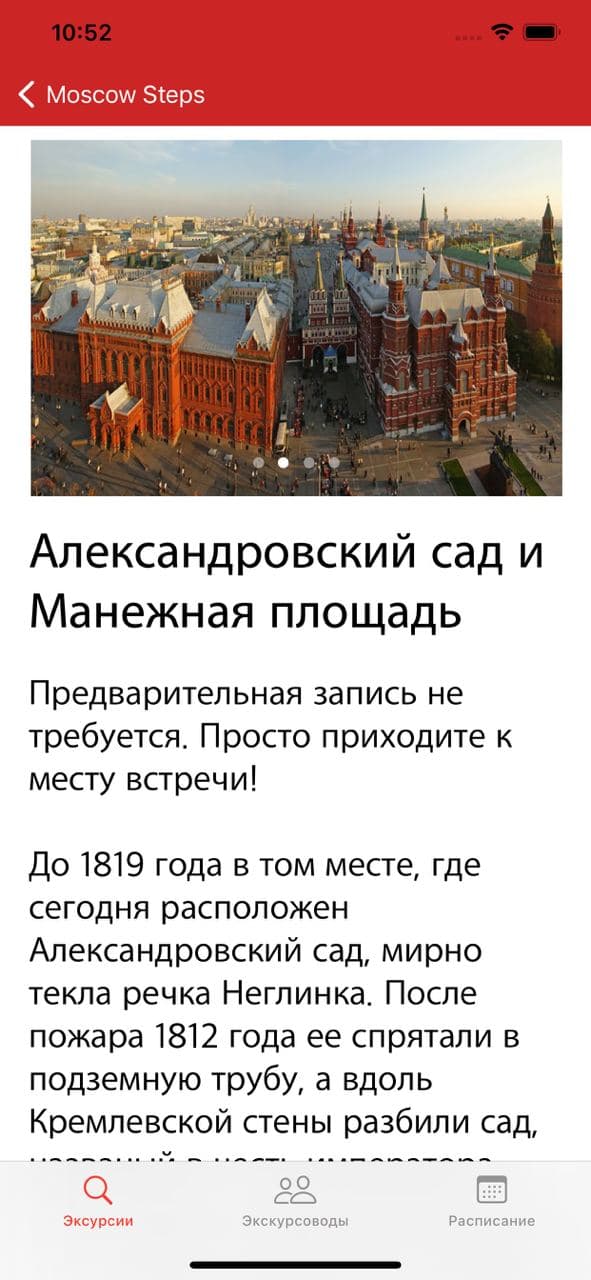 10:52
Moscow Steps
Александровский сад и
Манежная площадь
Предварительная запись не
требуется. Просто приходите к
месту встречи!
До 1819 года в том месте, где
сегодня расположен
Александровский сад, мирно
текла речка Неглинка. После
пожара 1812 года ее спрятали в
подземную трубу, а вдоль
Кремлевской стены разбили сад,
Эксурсии
Экскурсоводы
Расписание